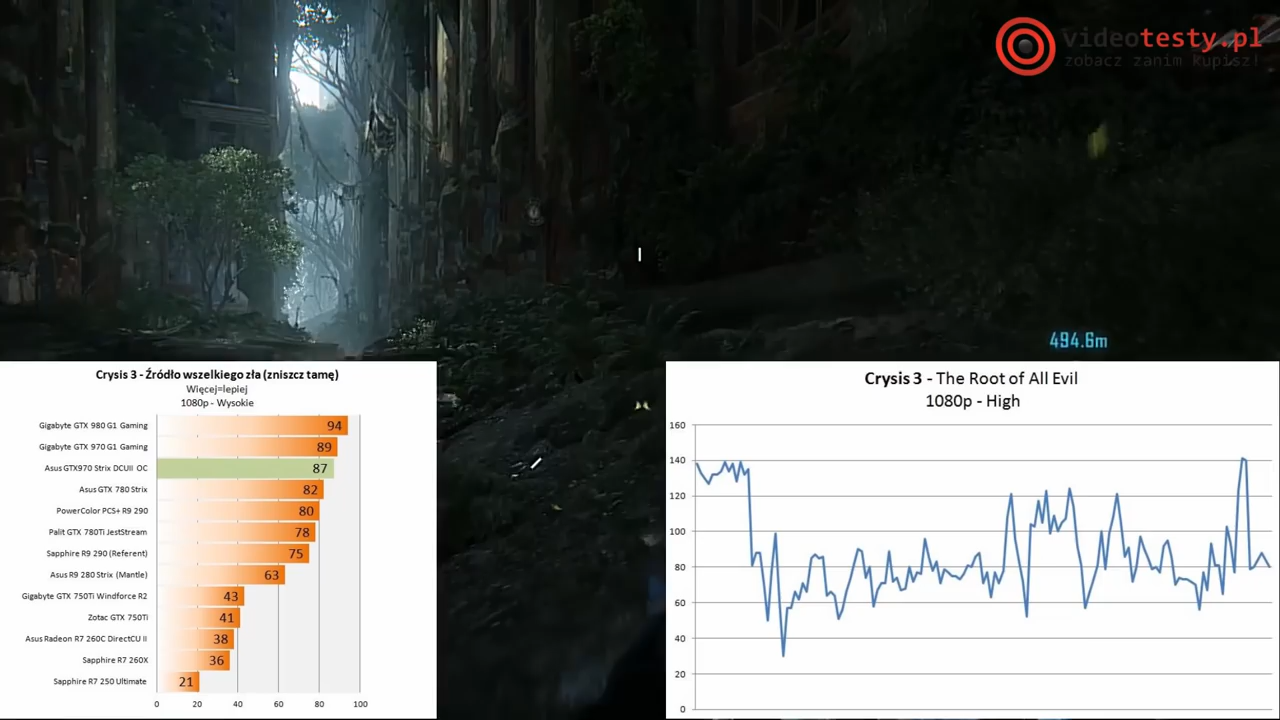 videotesty.pl
zobacz zanim kupisz!
494.6m
Crysis 3 - Źródło wszelkiego zła (zniszcz tamę)
Więcej=lepiej
1080p - Wysokie
Gigabyte GTX 980 G1 Gaming 94
Gigabyte GTX 970 G1 Gaming 89
Asus GTX970 Strix DCUII OC 87
Asus GTX 780 Strix 82
PowerColor PCS+ R9 290 80
Palit GTX 780Ti JestStream 78
Sapphire R9 290 (Referent) 75
Asus R9 280 Strix (Mantle) 63
Gigabyte GTX 750Ti Windforce R2 43
Zotac GTX 750Ti 41
Asus Radeon R7 260C DirectCU II 38
Sapphire R7 260X 36
Sapphire R7 250 Ultimate 21
0 20 40 60 80 100
Crysis 3 - The Root of All Evil
1080p - High
160
140
120
100
80
60
40
20
0